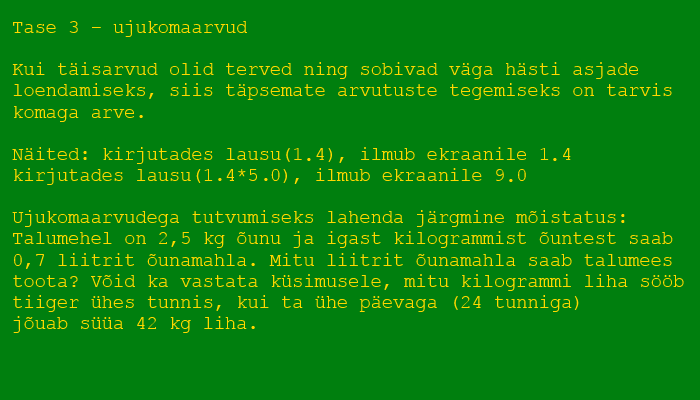 Tase 3 - ujukomaarvud
Kui täisarvud olid terved ning sobivad väga hästi asjade
loendamiseks, siis täpsemate arvutuste tegemiseks on tarvis
komaga arve.
Näited: kirjutades lausu(1.4), ilmub ekraanile 1.4
kirjutades lausu(1.4*5.0), ilmub ekraanile 9.0
Ujukomaarvudega tutvumiseks lahenda järgmine mõistatus:
Talumehel on 2,5 kg õunu ja igast kilogrammist õuntest saab
0,7 liitrit õunamahla. Mitu liitrit õunamahla saab talumees
toota? Võid ka vastata küsimusele, mitu kilogrammi liha sööb
tiiger ühes tunnis, kui ta ühe päevaga (24 tunniga)
jõuab süüa 42 kg liha.